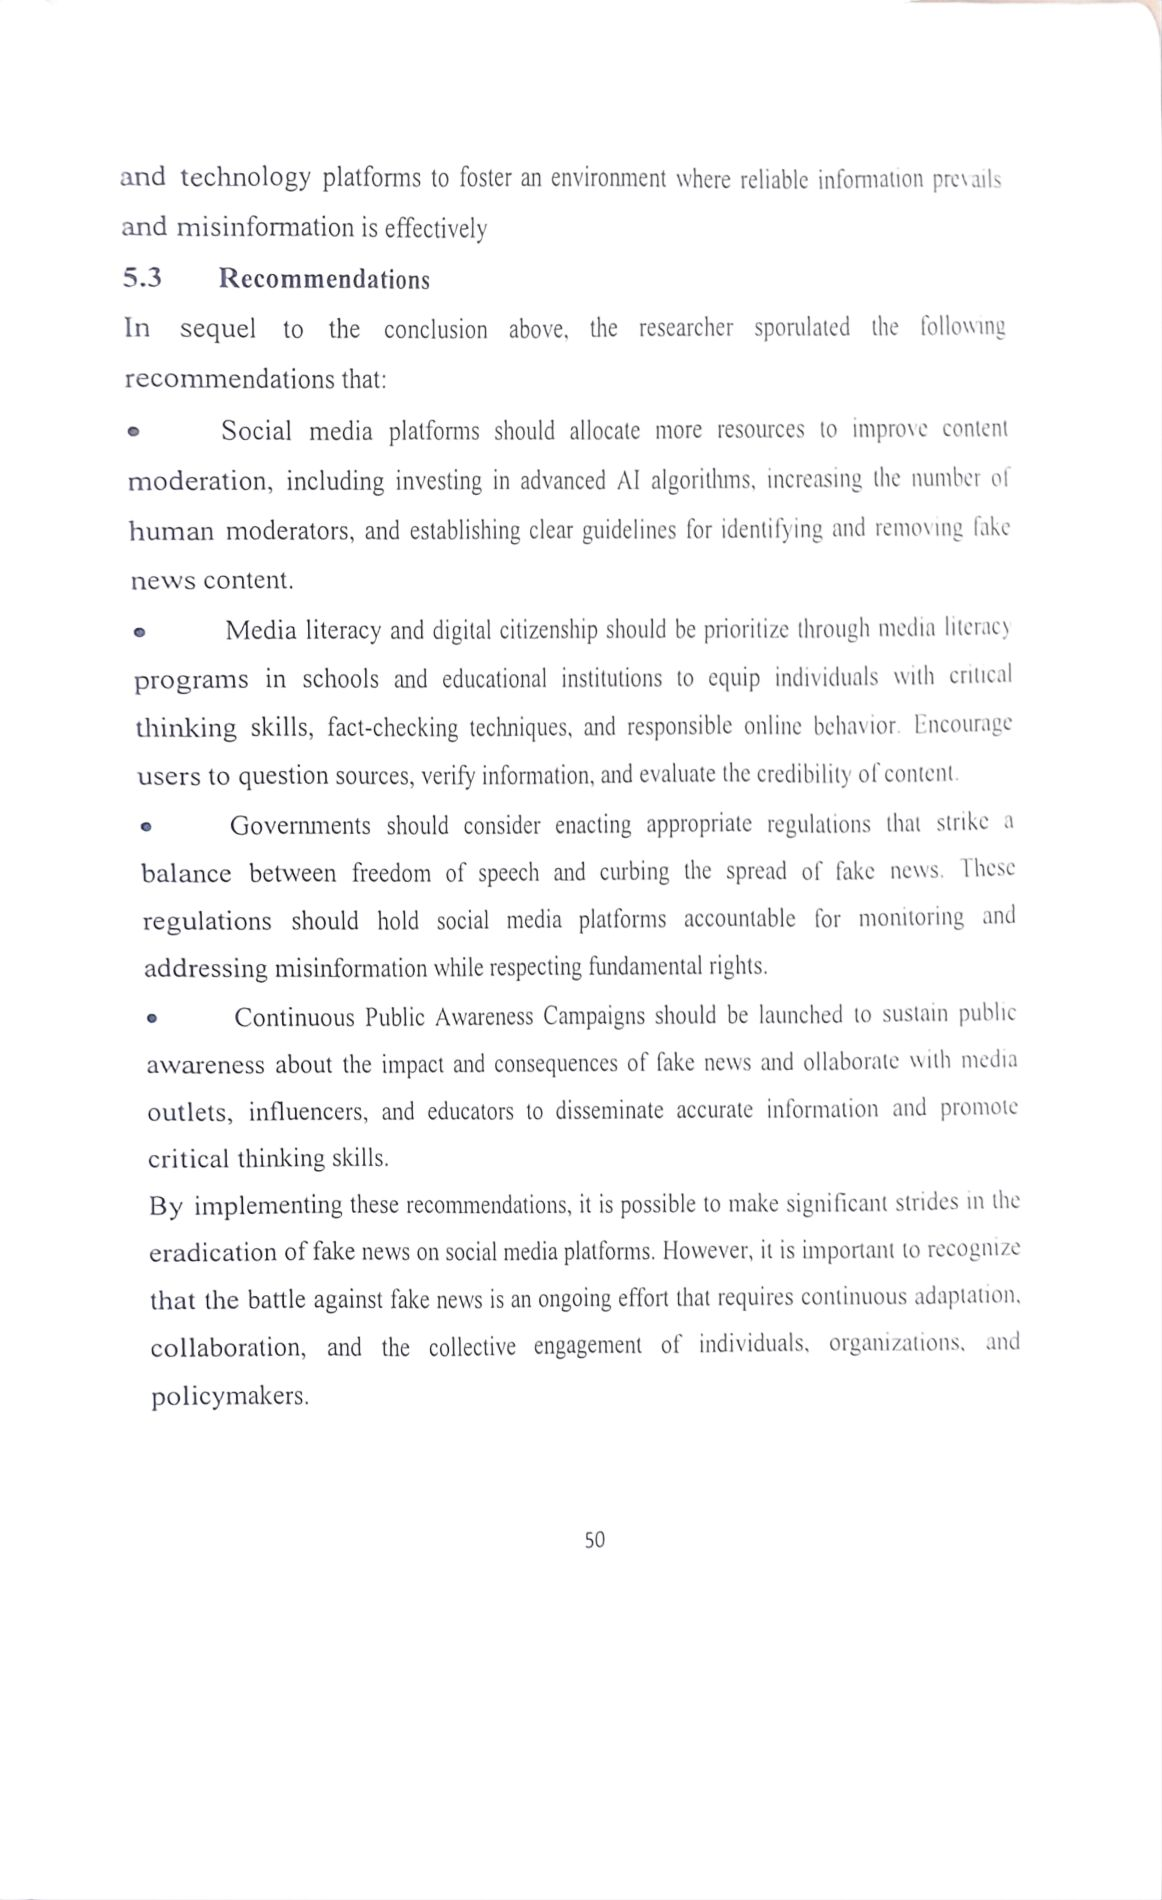 and technology platforms to foster an environment where reliable information prevails
and misinformation is effectively
5.3 Recommendations
In sequel to the conclusion above, the researcher sporulated the following
recommendations that:
• Social media platforms should allocate more resources to improve content
moderation, including investing in advanced AI algorithms, increasing the number of
human moderators, and establishing clear guidelines for identifying and removing fake
news content.
• Media literacy and digital citizenship should be prioritize through media literacy
programs in schools and educational institutions to equip individuals with critical
thinking skills, fact-checking techniques, and responsible online behavior. Encourage
users to question sources, verify information, and evaluate the credibility of content.
• Governments should consider enacting appropriate regulations that strike a
balance between freedom of speech and curbing the spread of fake news. These
regulations should hold social media platforms accountable for monitoring and
addressing misinformation while respecting fundamental rights.
• Continuous Public Awareness Campaigns should be launched to sustain public
awareness about the impact and consequences of fake news and ollaborate with media
outlets, influencers, and educators to disseminate accurate information and promote
critical thinking skills.
By implementing these recommendations, it is possible to make significant strides in the
eradication of fake news on social media platforms. However, it is important to recognize
that the battle against fake news is an ongoing effort that requires continuous adaptation,
collaboration, and the collective engagement of individuals, organizations, and
policymakers.
50